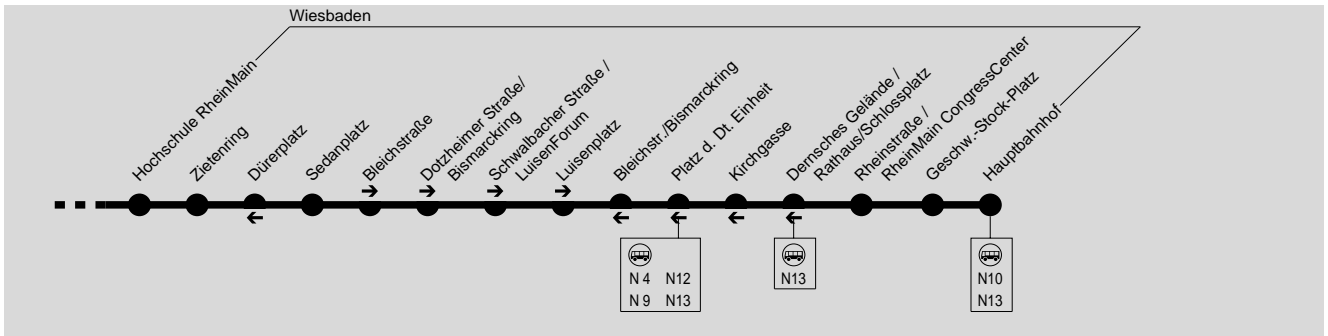 Wiesbaden
Hochschule RheinMain
Zietenring
Dürerplatz
Sedanplatz
Bleichstraße
Dotzheimer Straße/
Bismarckring
Schwalbacher Straße /
LuisenForum
Luisenplatz
Bleichstr./Bismarckring
Platz d. Dt. Einheit
Kirchgasse
Dernsches Gelände /
Rathaus/Schlossplatz
Rheinstraße /
RheinMain CongressCenter
Geschw.-Stock-Platz
Hauptbahnhof
N 4 N12
N 9 N13
N13
N10
N13